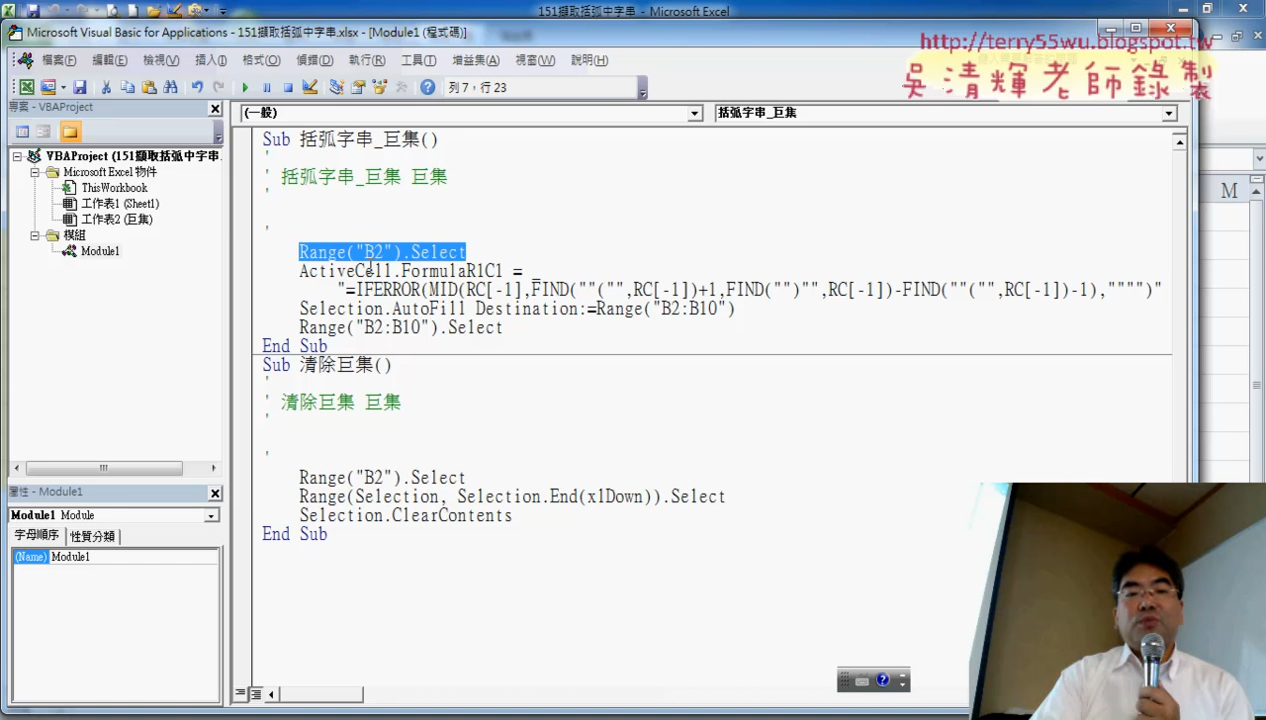 151擷取括弧中字串 - Microsoft Excel
Microsoft Visual Basic for Applications - 151擷取括弧中字串.xlsx - [Module1 (程式碼)]
http://terry55wu.blogspot.tw
吳清輝老師錄製
檔案(F) 編輯(E) 檢視(V) 插入(I) 格式(O) 偵錯(D) 執行(R) 工具(T) 增益集(A) 視窗(W) 說明(H)
列 7，行 23
專案 - VBAProject
(一般)
括弧字串_巨集
VBAProject (151擷取括弧中字串.
Microsoft Excel 物件
ThisWorkbook
工作表1 (Sheet1)
工作表2 (巨集)
模組
Module1
M
Sub 括弧字串_巨集()
'
' 括弧字串_巨集 巨集
'
'
Range("B2").Select
ActiveCell.FormulaR1C1 = _
"=IFERROR(MID(RC[-1],FIND(""("",RC[-1])+1,FIND("")"",RC[-1])-FIND(""("",RC[-1])-1),"""")"
Selection.AutoFill Destination:=Range("B2:B10")
Range("B2:B10").Select
End Sub
Sub 清除巨集()
'
' 清除巨集 巨集
'
'
Range("B2").Select
Range(Selection, Selection.End(xlDown)).Select
Selection.ClearContents
End Sub
屬性 - Module1
Module1 Module
字母順序 性質分類
(Name) Module1